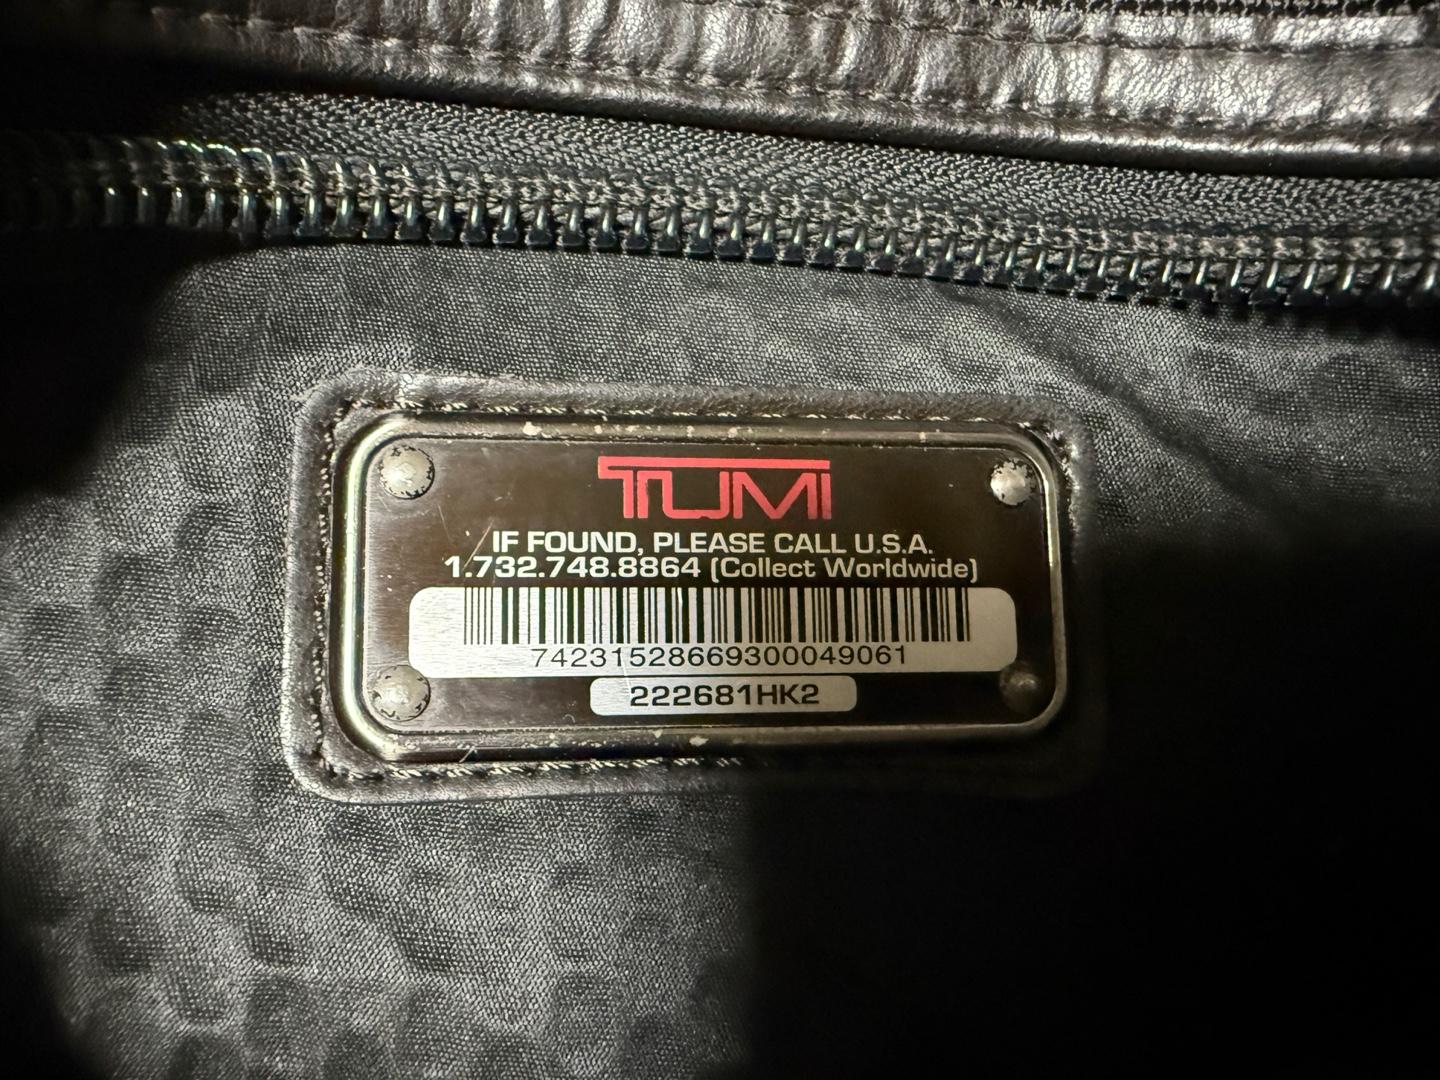 TUMI
IF FOUND, PLEASE CALL U.S.A.
1.732.748.8864 (Collect Worldwide)
74231528669300049061
222681HK2